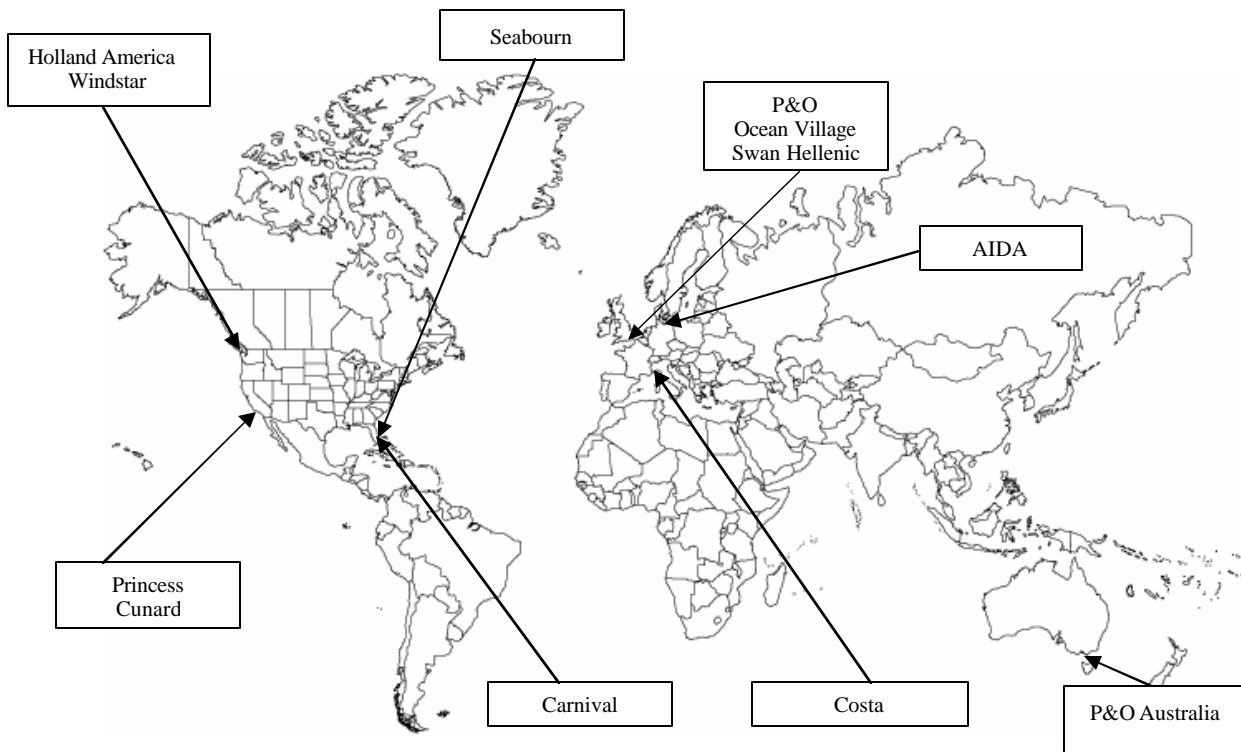 Seabourn
Holland America
Windstar
P&O
Ocean Village
Swan Hellenic
AIDA
Princess
Cunard
Carnival
Costa
P&O Australia